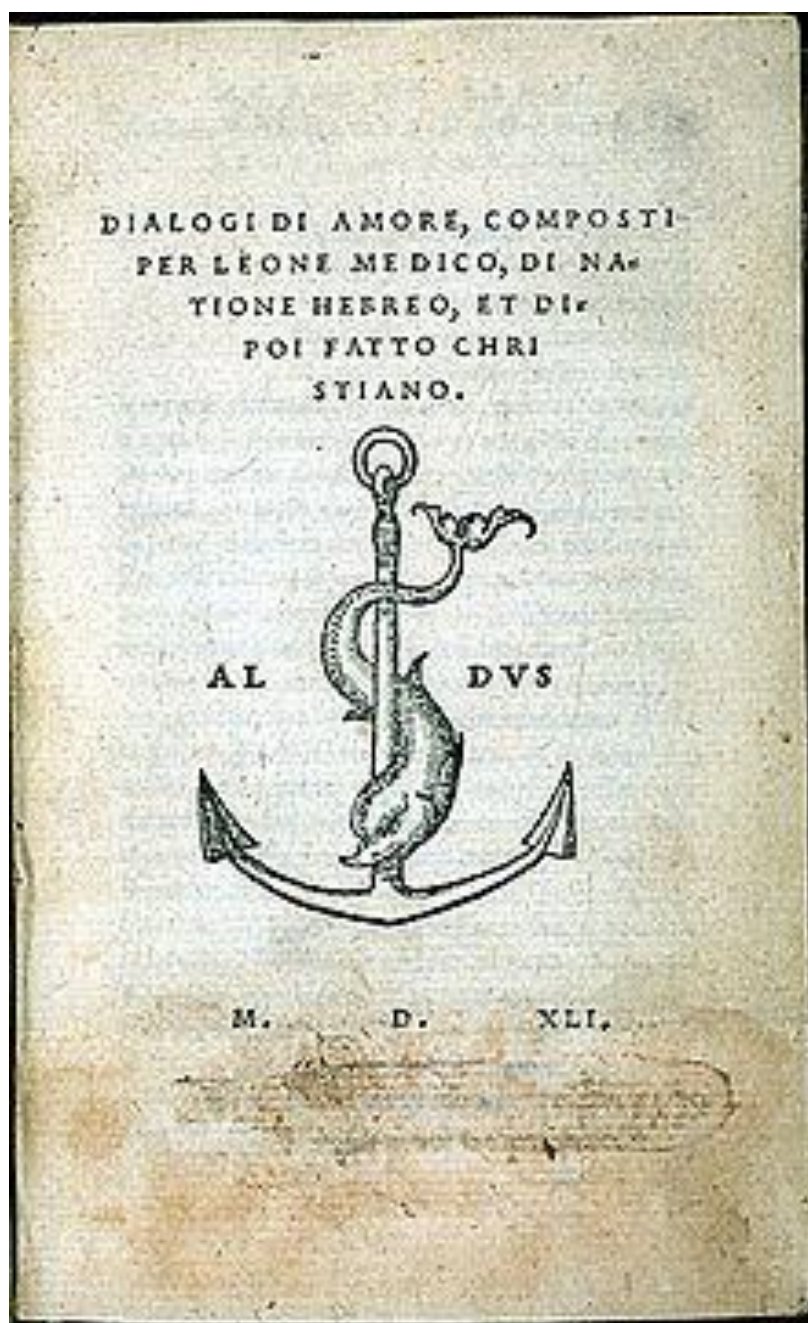 DIALOGI DI AMORE, COMPOSTI
PER LEONE MEDICO, DI NA-
TIONE HEBREO, ET DI-
POI FATTO CHRI
STIANO.
AL DVS
M. D. XLI.